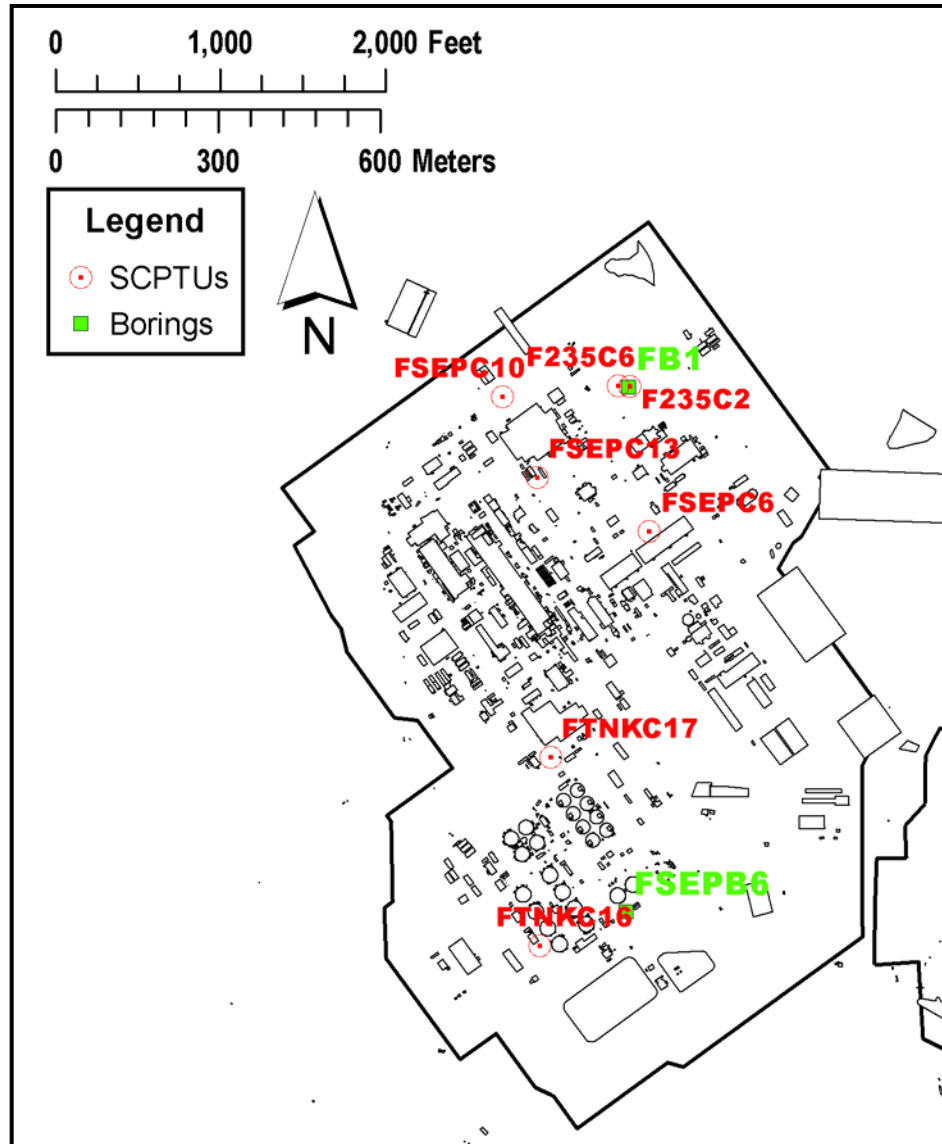 0 1,000 2,000 Feet
0 300 600 Meters
Legend
SCPTUs
Borings
N
FSEPC10
F235C6
FB1
F235C2
FSEPC13
FSEPC6
FTNKC17
FSEPB6
FTNKC16